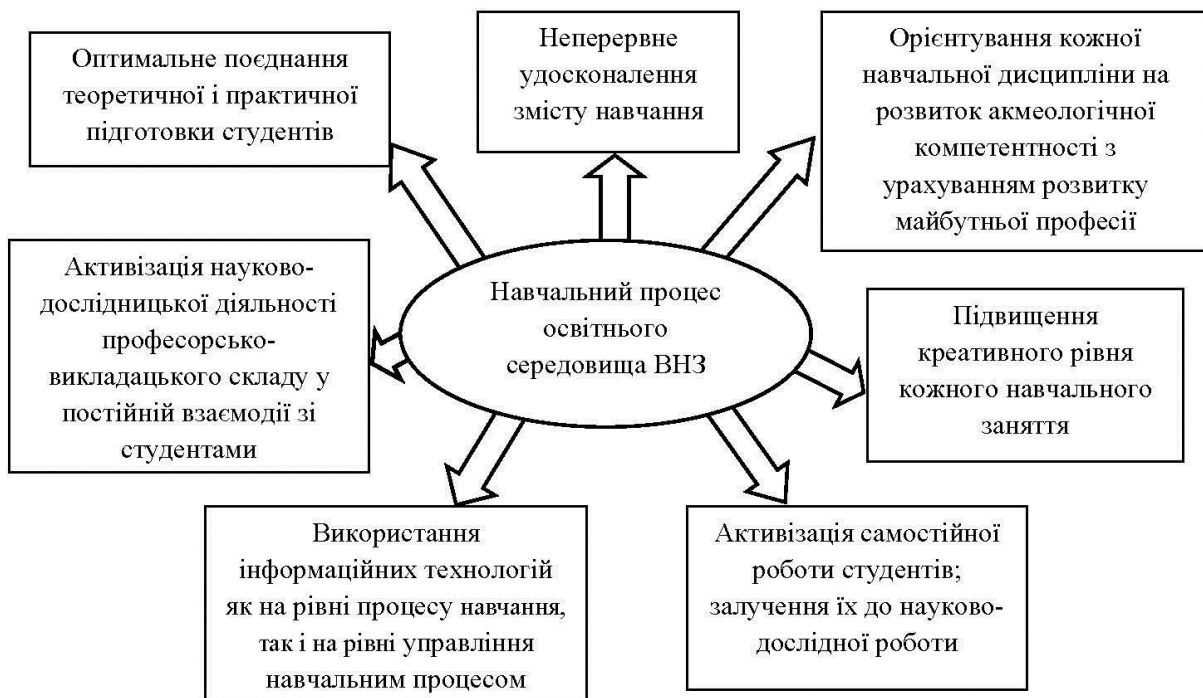 Оптимальне поєднання
теоретичної і практичної
підготовки студентів
Неперервне
удосконалення
змісту навчання
Орієнтування кожної
навчальної дисципліни на
розвиток акмеологічної
компетентності з
урахуванням розвитку
майбутньої професії
Активізація науково-
дослідницької діяльності
професорсько-
викладацького складу у
постійній взаємодії зі
студентами
Навчальний процес
освітнього
середовища ВНЗ
Підвищення
креативного рівня
кожного навчального
заняття
Використання
інформаційних технологій
як на рівні процесу навчання,
так і на рівні управління
навчальним процесом
Активізація самостійної
роботи студентів;
залучення їх до науково-
дослідної роботи